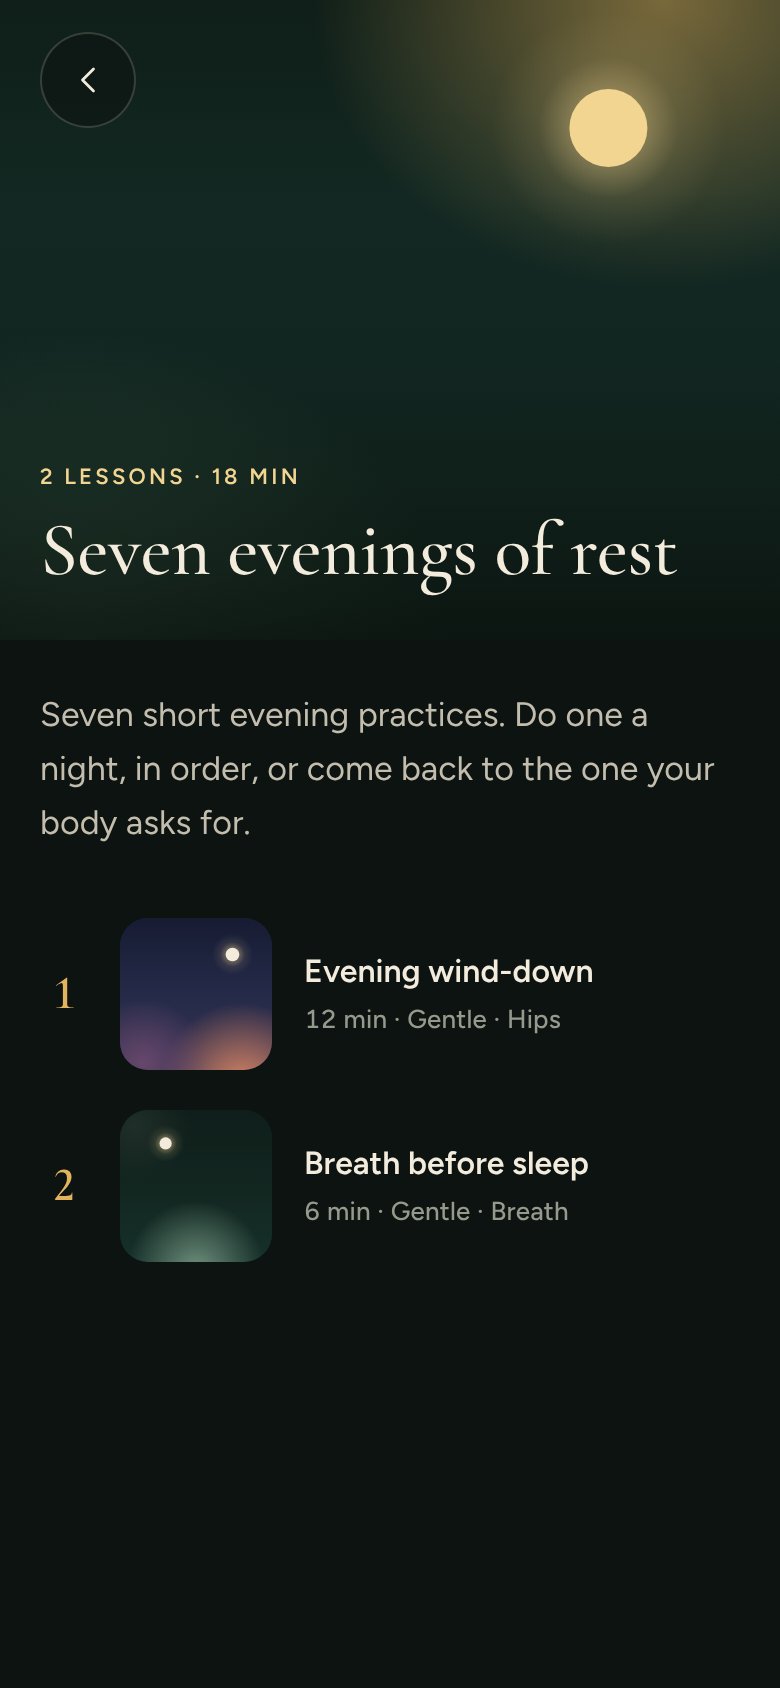 2 LESSONS · 18 MIN
Seven evenings of rest
Seven short evening practices. Do one a
night, in order, or come back to the one your
body asks for.
1
Evening wind-down
12 min · Gentle · Hips
2
Breath before sleep
6 min · Gentle · Breath